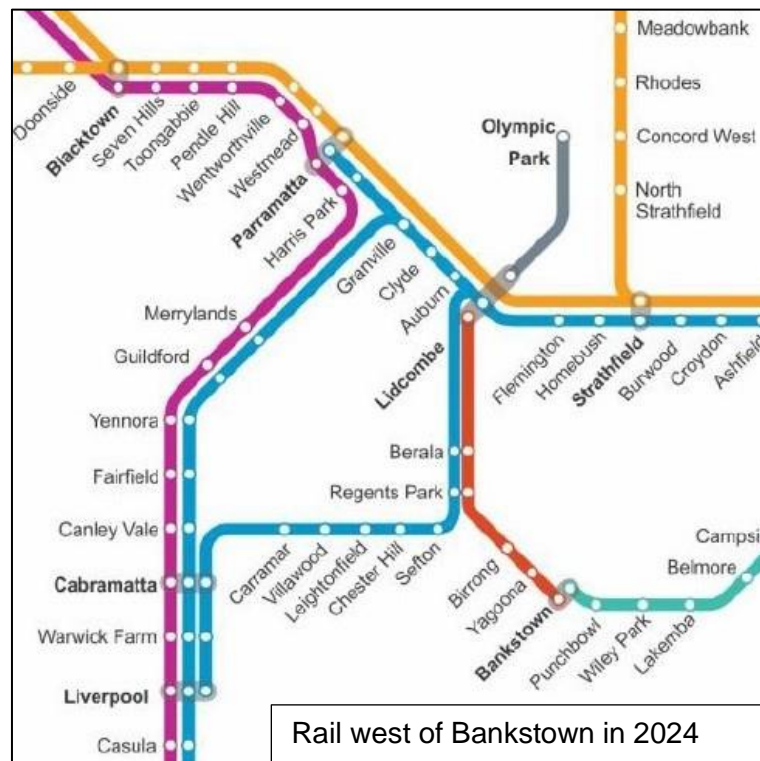 Meadowbank
Rhodes
Concord West
North
Strathfield
Olympic
Park
Doonside
Blacktown
Seven Hills
Toongabbie
Pendle Hill
Wentworthville
Westmead
Parramatta
Harris Park
Granville
Clyde
Auburn
Lidcombe
Flemington
Homebush
Strathfield
Burwood
Croydon
Ashfield
Merrylands
Guildford
Yennora
Fairfield
Canley Vale
Cabramatta
Warwick Farm
Liverpool
Casula
Berala
Regents Park
Carramar
Villawood
Leightonfield
Chester Hill
Sefton
Birrong
Yagoona
Bankstown
Punchbowl
Wiley Park
Lakemba
Belmore
Campsi
Rail west of Bankstown in 2024